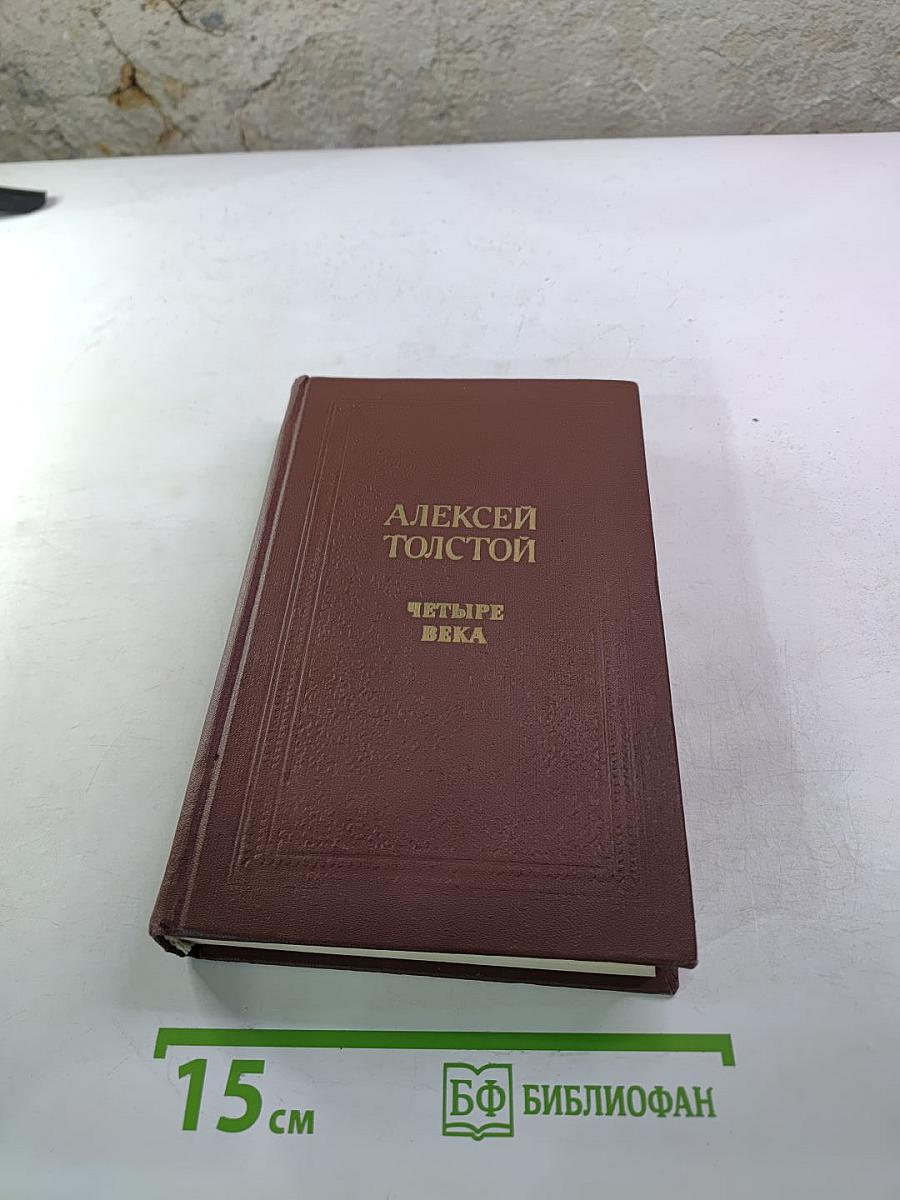 АЛЕКСЕЙ
ТОЛСТОЙ
ЧЕТЫРЕ
ВЕКА
15 см
БФ БИБЛИОФАН